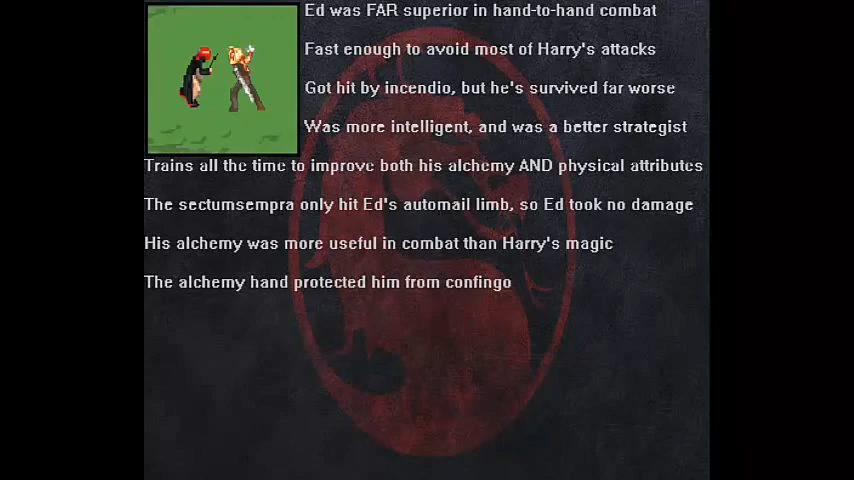 Ed was FAR superior in hand-to-hand combat
Fast enough to avoid most of Harry's attacks
Got hit by incendio, but he's survived far worse
Was more intelligent, and was a better strategist
Trains all the time to improve both his alchemy AND physical attributes
The sectumsempra only hit Ed's automail limb, so Ed took no damage
His alchemy was more useful in combat than Harry's magic
The alchemy hand protected him from confingo